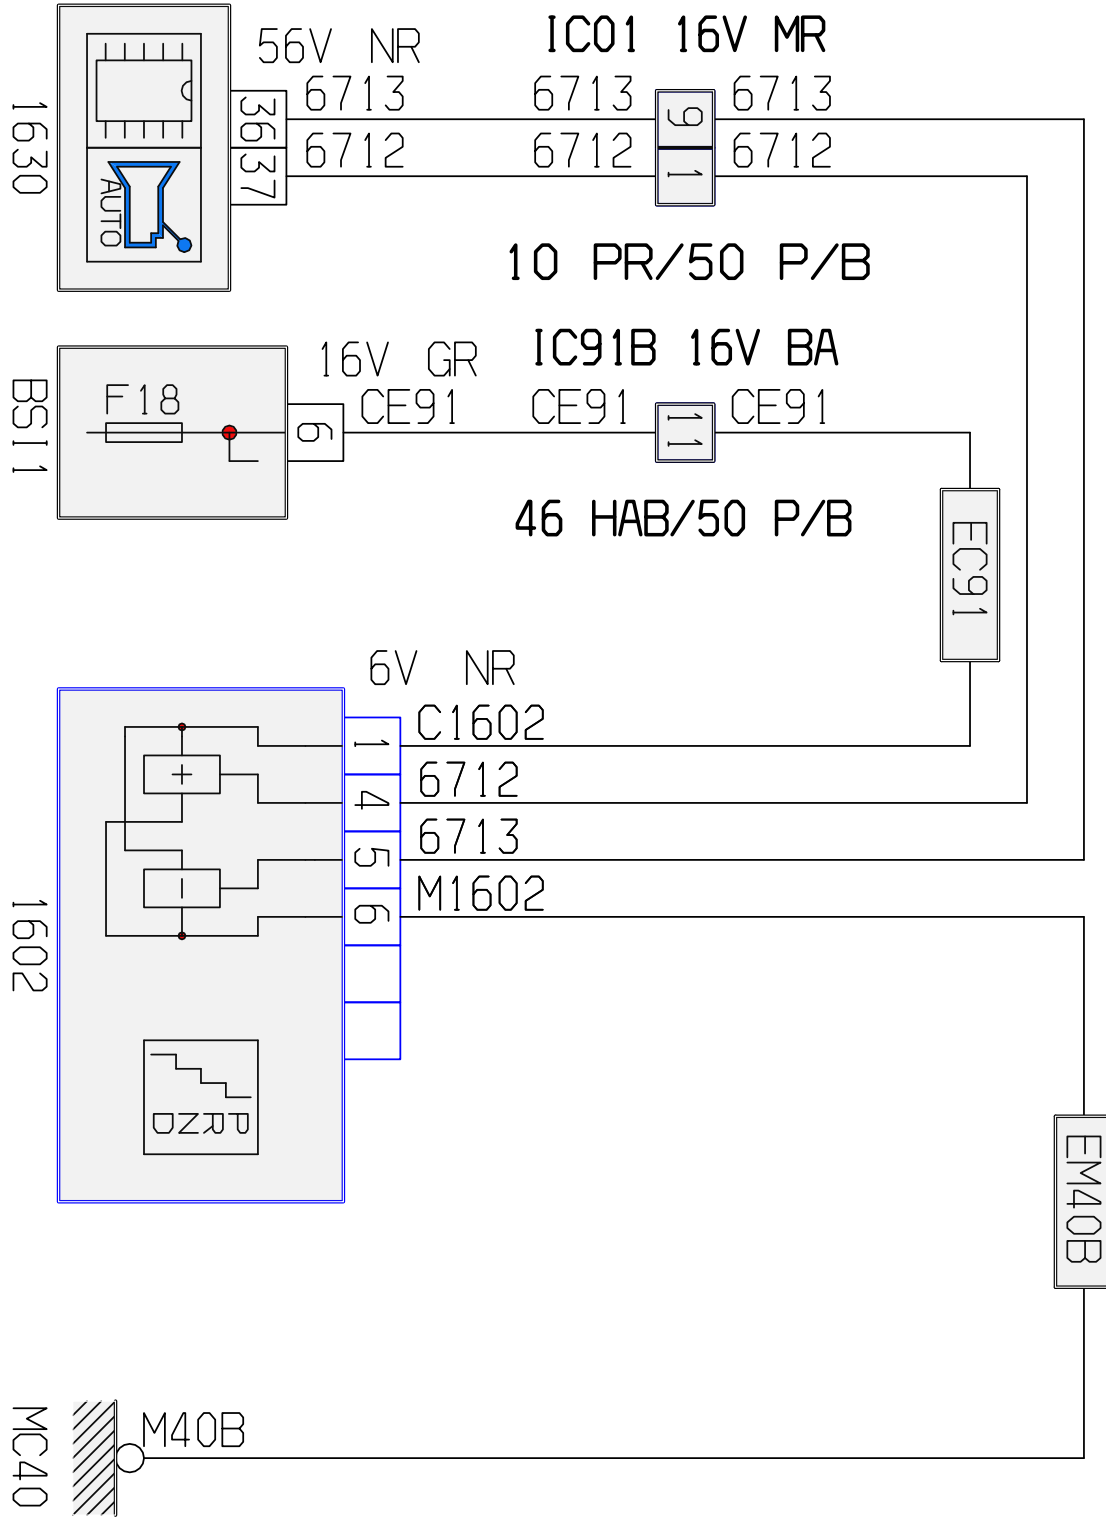 56V NR
IC01 16V MR
6713 6713 6713
36
6712 6712 6712
37
9
1
1630
AUTO
10 PR/50 P/B
16V GR
IC91B 16V BA
F18
CE91 CE91 CE91
6
11
BSI1
46 HAB/50 P/B
EC91
6V NR
1 C1602
+
4 6712
5 6713
-
6 M1602
1602
PRND
EM40B
M40B
MC40